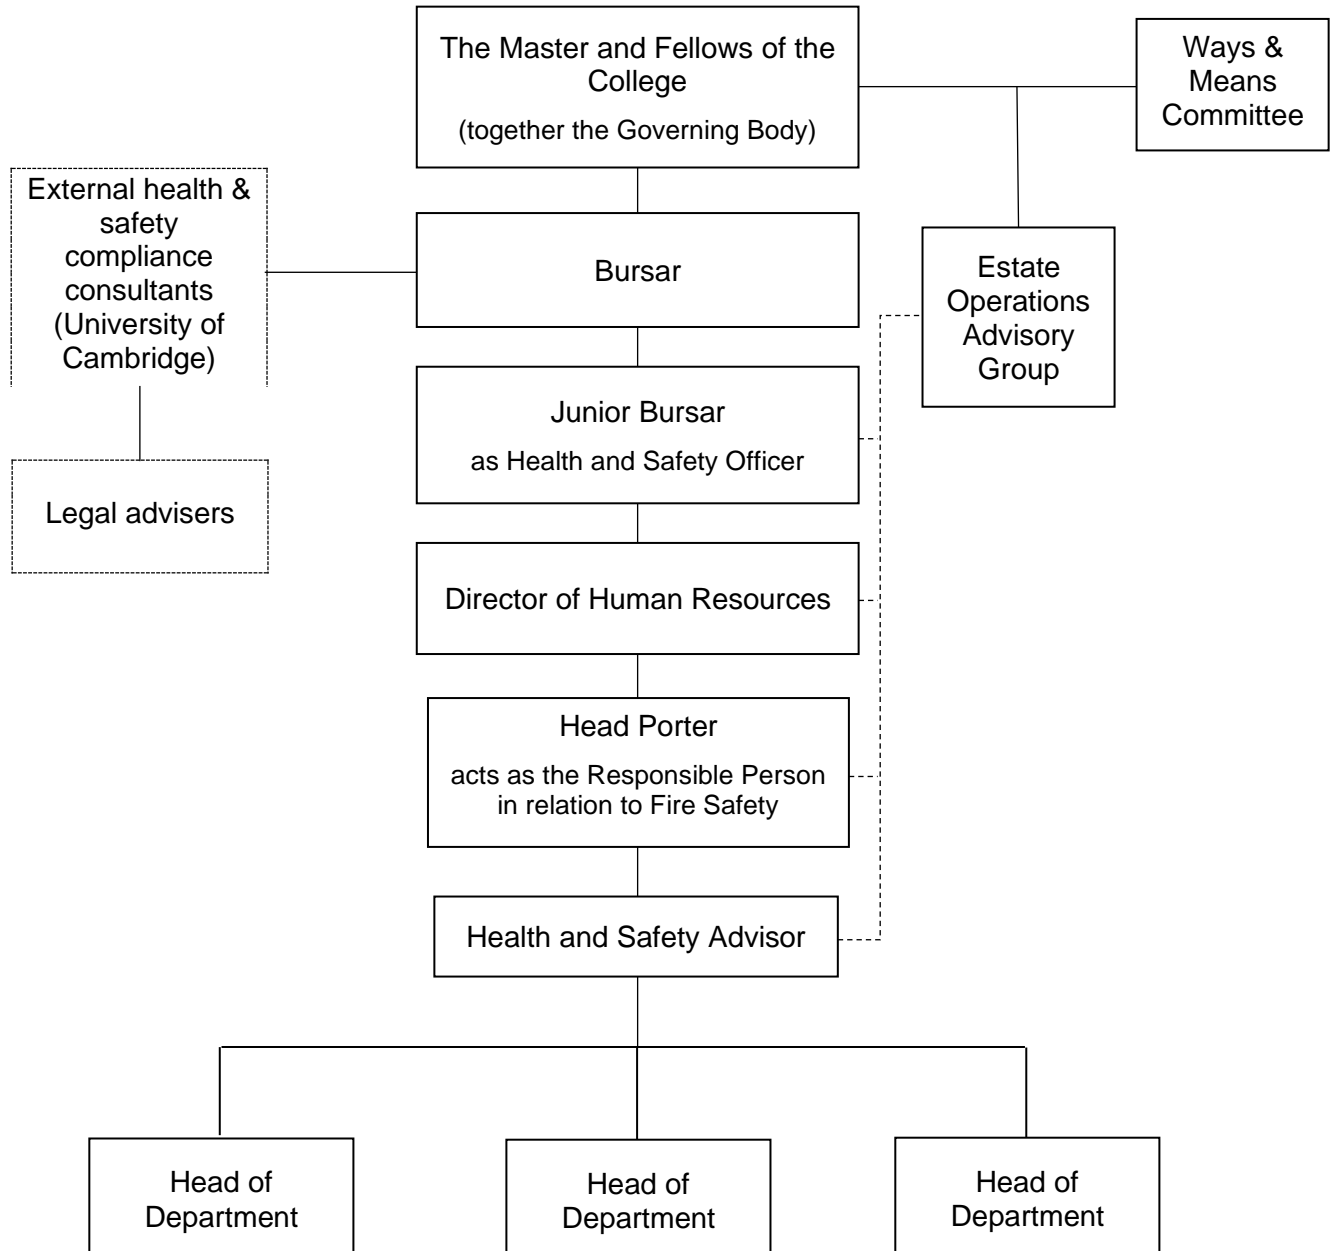 The Master and Fellows of the
College
(together the Governing Body)
Ways &
Means
Committee
External health &
safety
compliance
consultants
(University of
Cambridge)
Bursar
Estate
Operations
Advisory
Group
Junior Bursar
as Health and Safety Officer
Legal advisers
Director of Human Resources
Head Porter
acts as the Responsible Person
in relation to Fire Safety
Health and Safety Advisor
Head of
Department
Head of
Department
Head of
Department